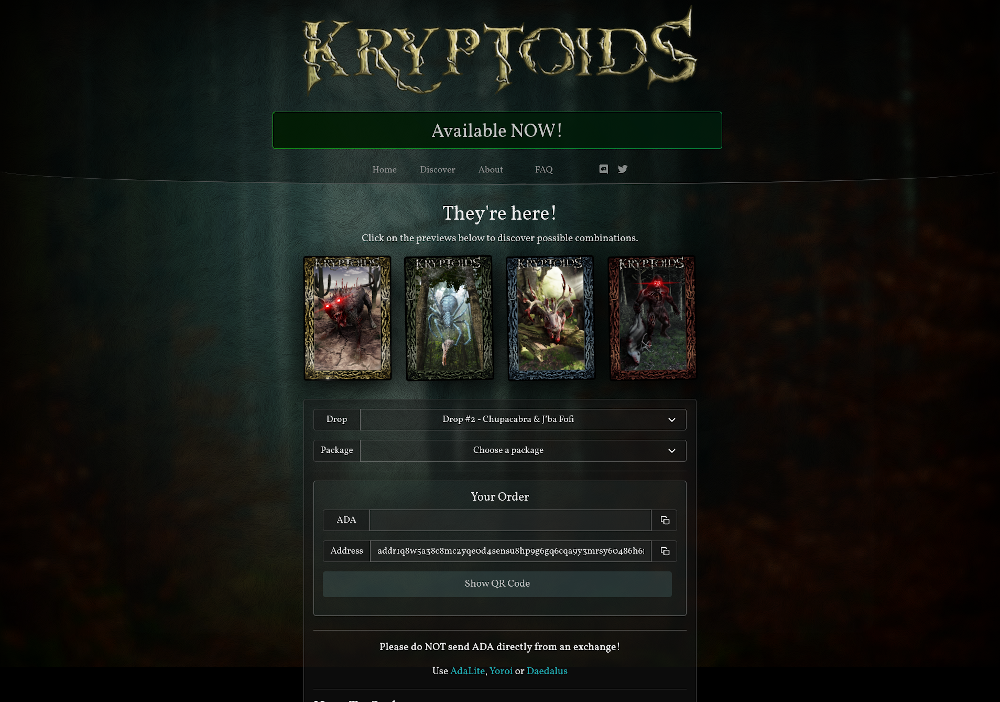 KRYPTOIDS
Available NOW!
Home Discover About FAQ
They're here!
Click on the previews below to discover possible combinations.
KRYPTOIDS KRYPTOIDS KRYPTOIDS KRYPTOIDS
Drop Drop #2 - Chupacabra & J'ba Fofi
Package Choose a package
Your Order
ADA
Address
Show QR Code
Please do NOT send ADA directly from an exchange!
Use AdaLite, Yoroi or Daedalus